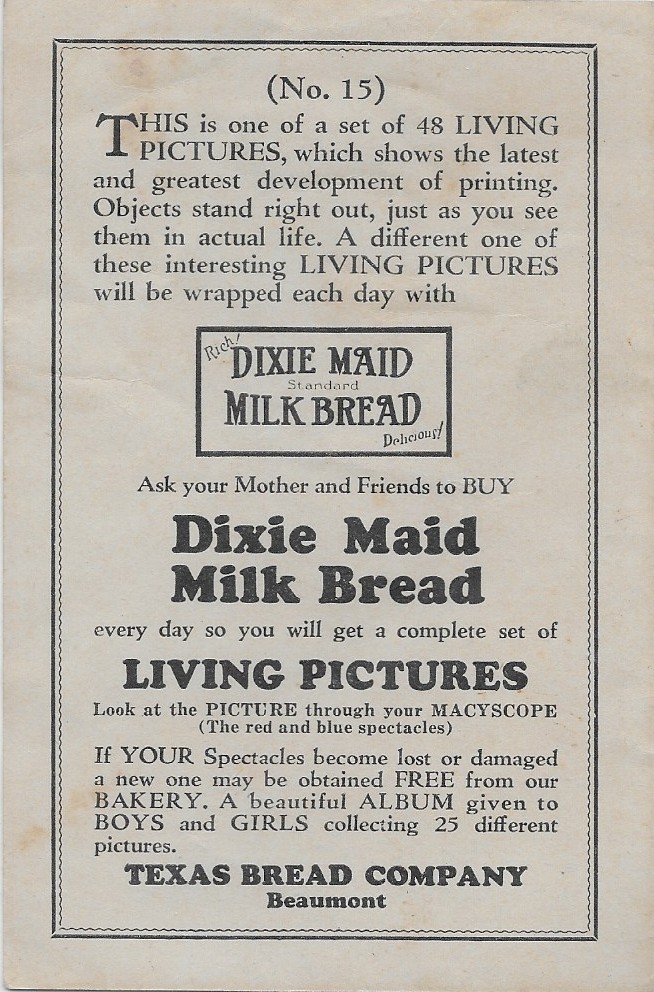 (No. 15)
THIS is one of a set of 48 LIVING
PICTURES, which shows the latest
and greatest development of printing.
Objects stand right out, just as you see
them in actual life. A different one of
these interesting LIVING PICTURES
will be wrapped each day with
Rich!
DIXIE MAID
Standard
MILK BREAD
Delicious!
Ask your Mother and Friends to BUY
Dixie Maid
Milk Bread
every day so you will get a complete set of
LIVING PICTURES
Look at the PICTURE through your MACYSCOPE
(The red and blue spectacles)
If YOUR Spectacles become lost or damaged
a new one may be obtained FREE from our
BAKERY. A beautiful ALBUM given to
BOYS and GIRLS collecting 25 different
pictures.
TEXAS BREAD COMPANY
Beaumont